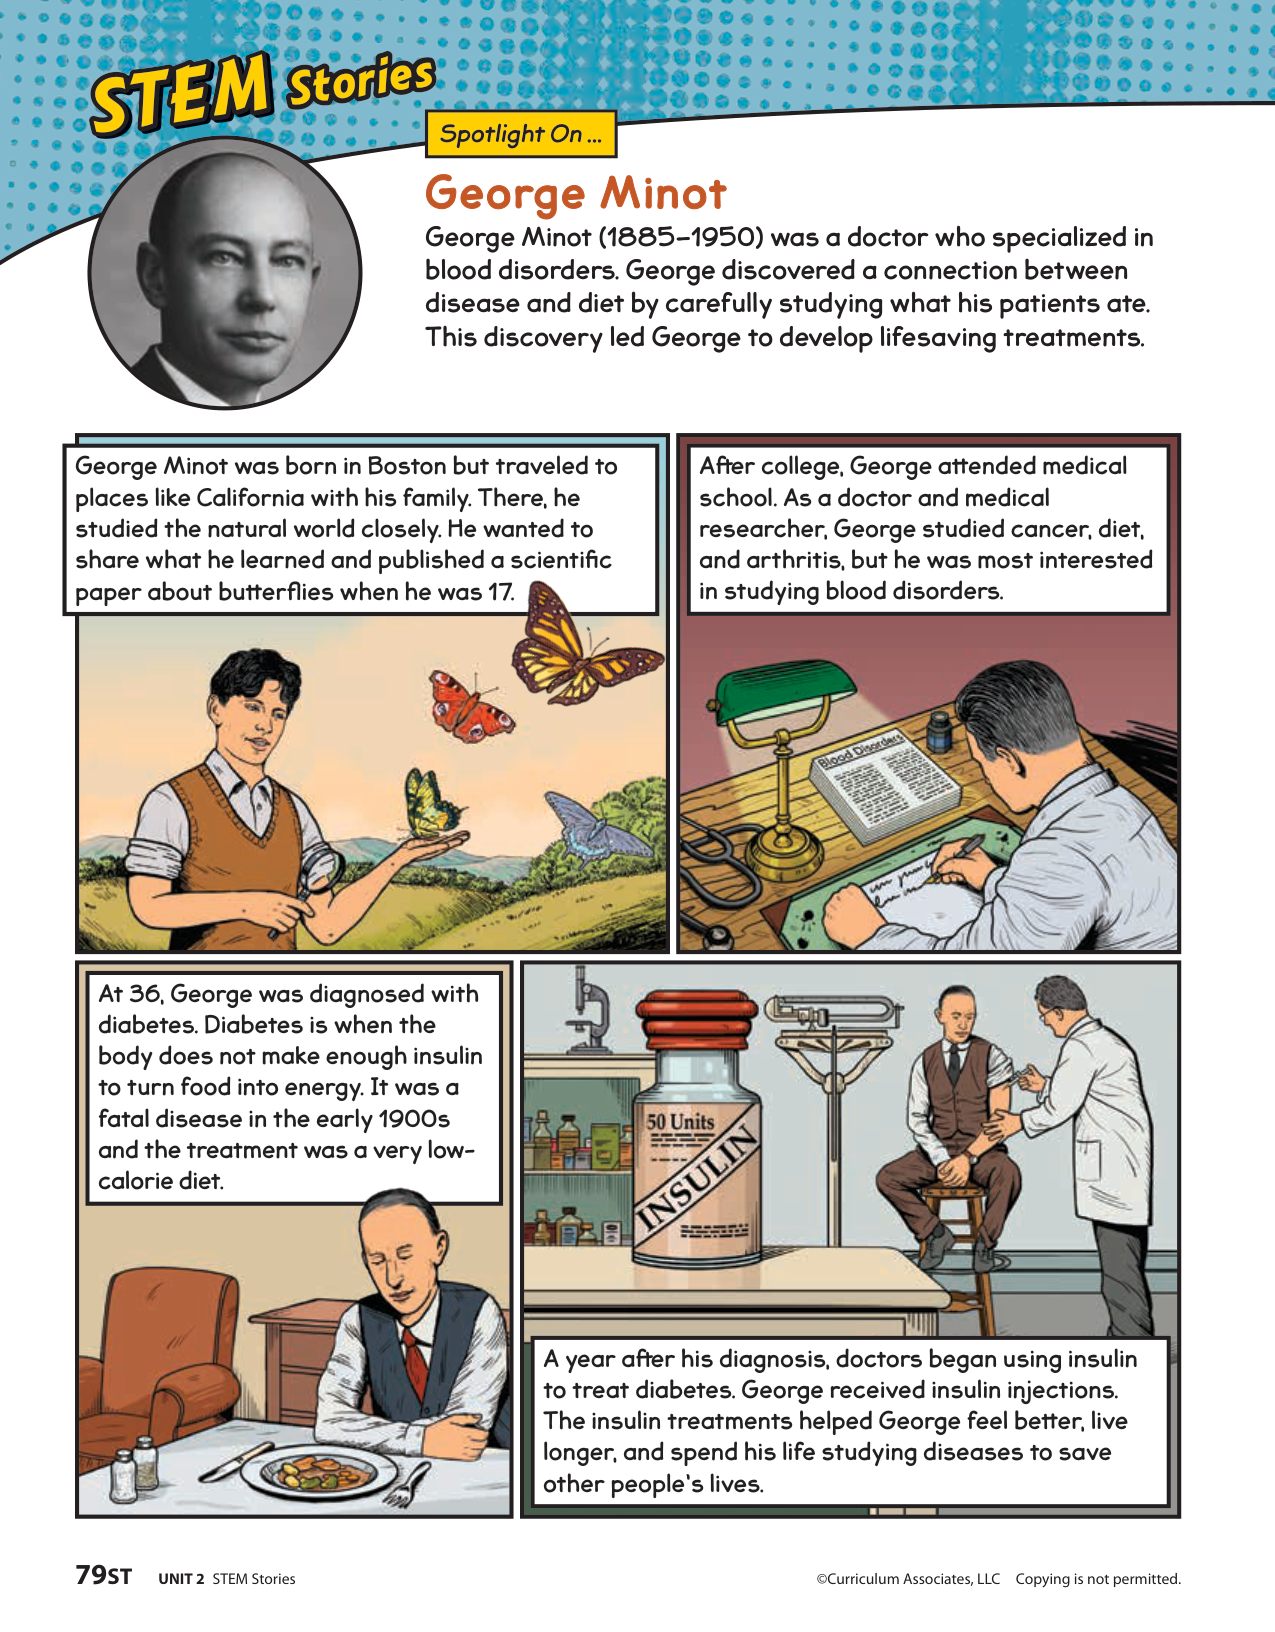 STEM Stories
Spotlight On ...
George Minot
George Minot (1885–1950) was a doctor who specialized in
blood disorders. George discovered a connection between
disease and diet by carefully studying what his patients ate.
This discovery led George to develop lifesaving treatments.
George Minot was born in Boston but traveled to
places like California with his family. There, he
studied the natural world closely. He wanted to
share what he learned and published a scientific
paper about butterflies when he was 17.
After college, George attended medical
school. As a doctor and medical
researcher, George studied cancer, diet,
and arthritis, but he was most interested
in studying blood disorders.
Blood Disorders
At 36, George was diagnosed with
diabetes. Diabetes is when the
body does not make enough insulin
to turn food into energy. It was a
fatal disease in the early 1900s
and the treatment was a very low-
calorie diet.
50 Units
INSULIN
A year after his diagnosis, doctors began using insulin
to treat diabetes. George received insulin injections.
The insulin treatments helped George feel better, live
longer, and spend his life studying diseases to save
other people's lives.
79ST UNIT 2 STEM Stories
©Curriculum Associates, LLC Copying is not permitted.